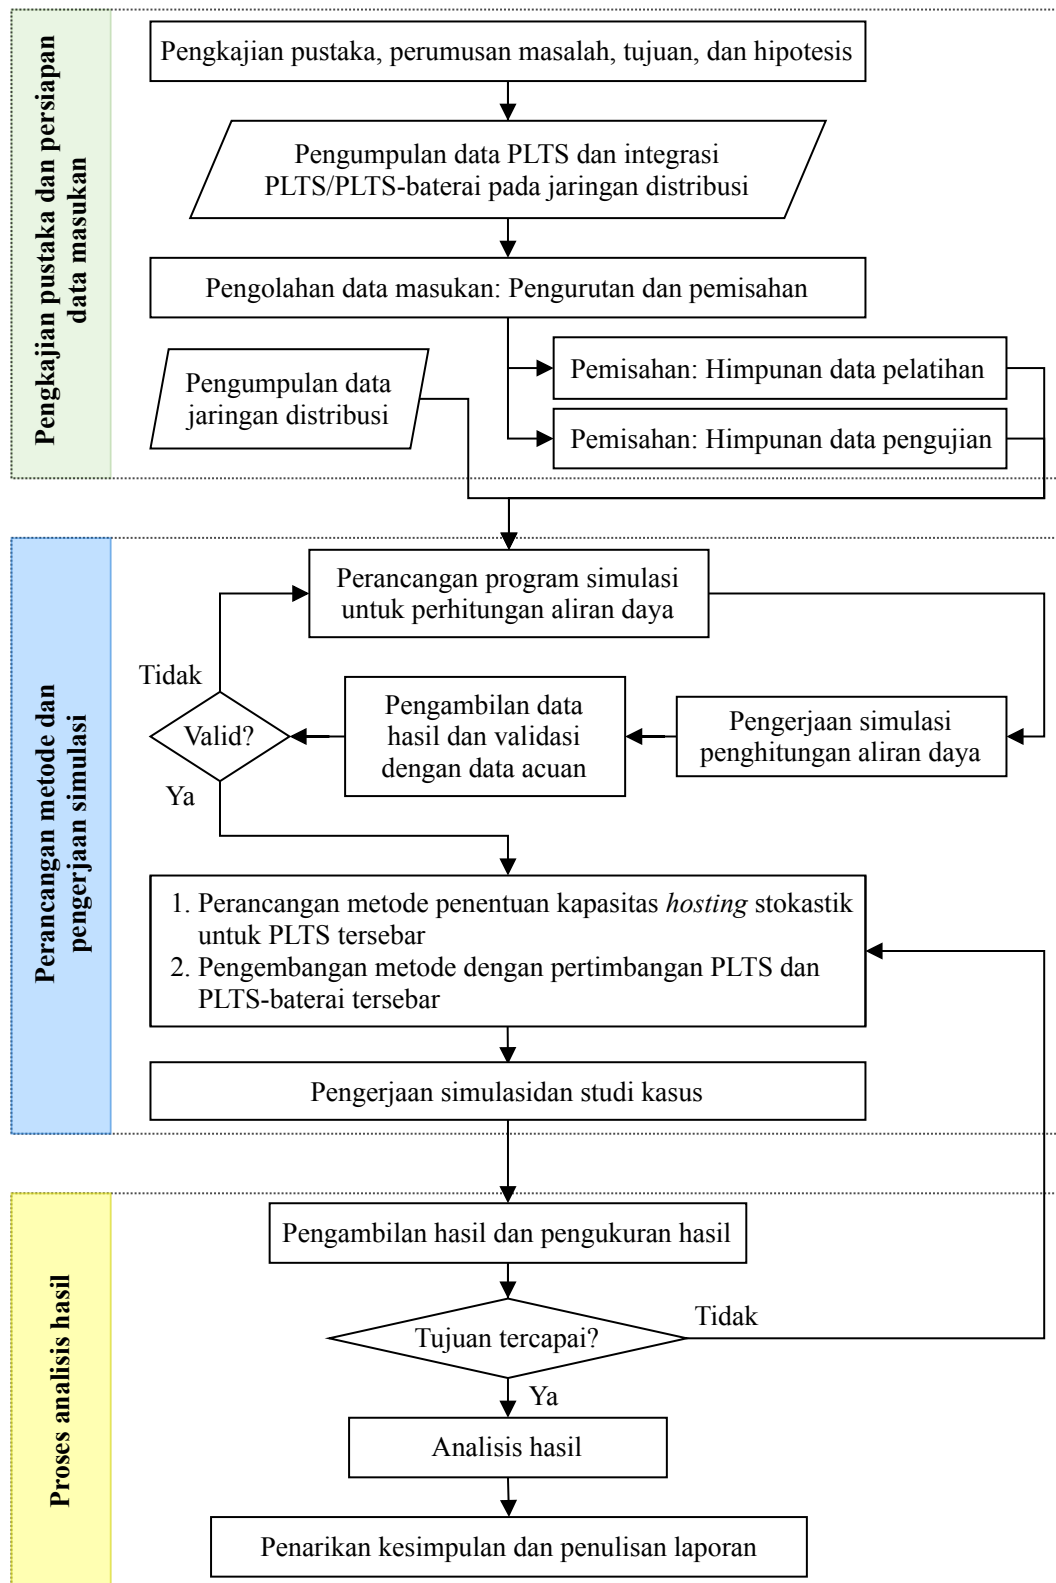 Pengkajian pustaka dan persiapan
data masukan
Pengkajian pustaka, perumusan masalah, tujuan, dan hipotesis
Pengumpulan data PLTS dan integrasi
PLTS/PLTS-baterai pada jaringan distribusi
Pengolahan data masukan: Pengurutan dan pemisahan
Pengumpulan data
jaringan distribusi
Pemisahan: Himpunan data pelatihan
Pemisahan: Himpunan data pengujian
Perancangan metode dan
pengerjaan simulasi
Perancangan program simulasi
untuk perhitungan aliran daya
Tidak
Valid?
Ya
Pengambilan data
hasil dan validasi
dengan data acuan
Pengerjaan simulasi
penghitungan aliran daya
1. Perancangan metode penentuan kapasitas hosting stokastik
untuk PLTS tersebar
2. Pengembangan metode dengan pertimbangan PLTS dan
PLTS-baterai tersebar
Pengerjaan simulasidan studi kasus
Proses analisis hasil
Pengambilan hasil dan pengukuran hasil
Tujuan tercapai?
Tidak
Ya
Analisis hasil
Penarikan kesimpulan dan penulisan laporan